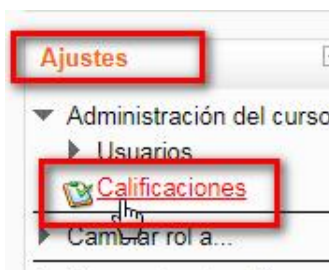 Ajustes
Administración del curso
Usuarios
Calificaciones
Cambiar rol a...